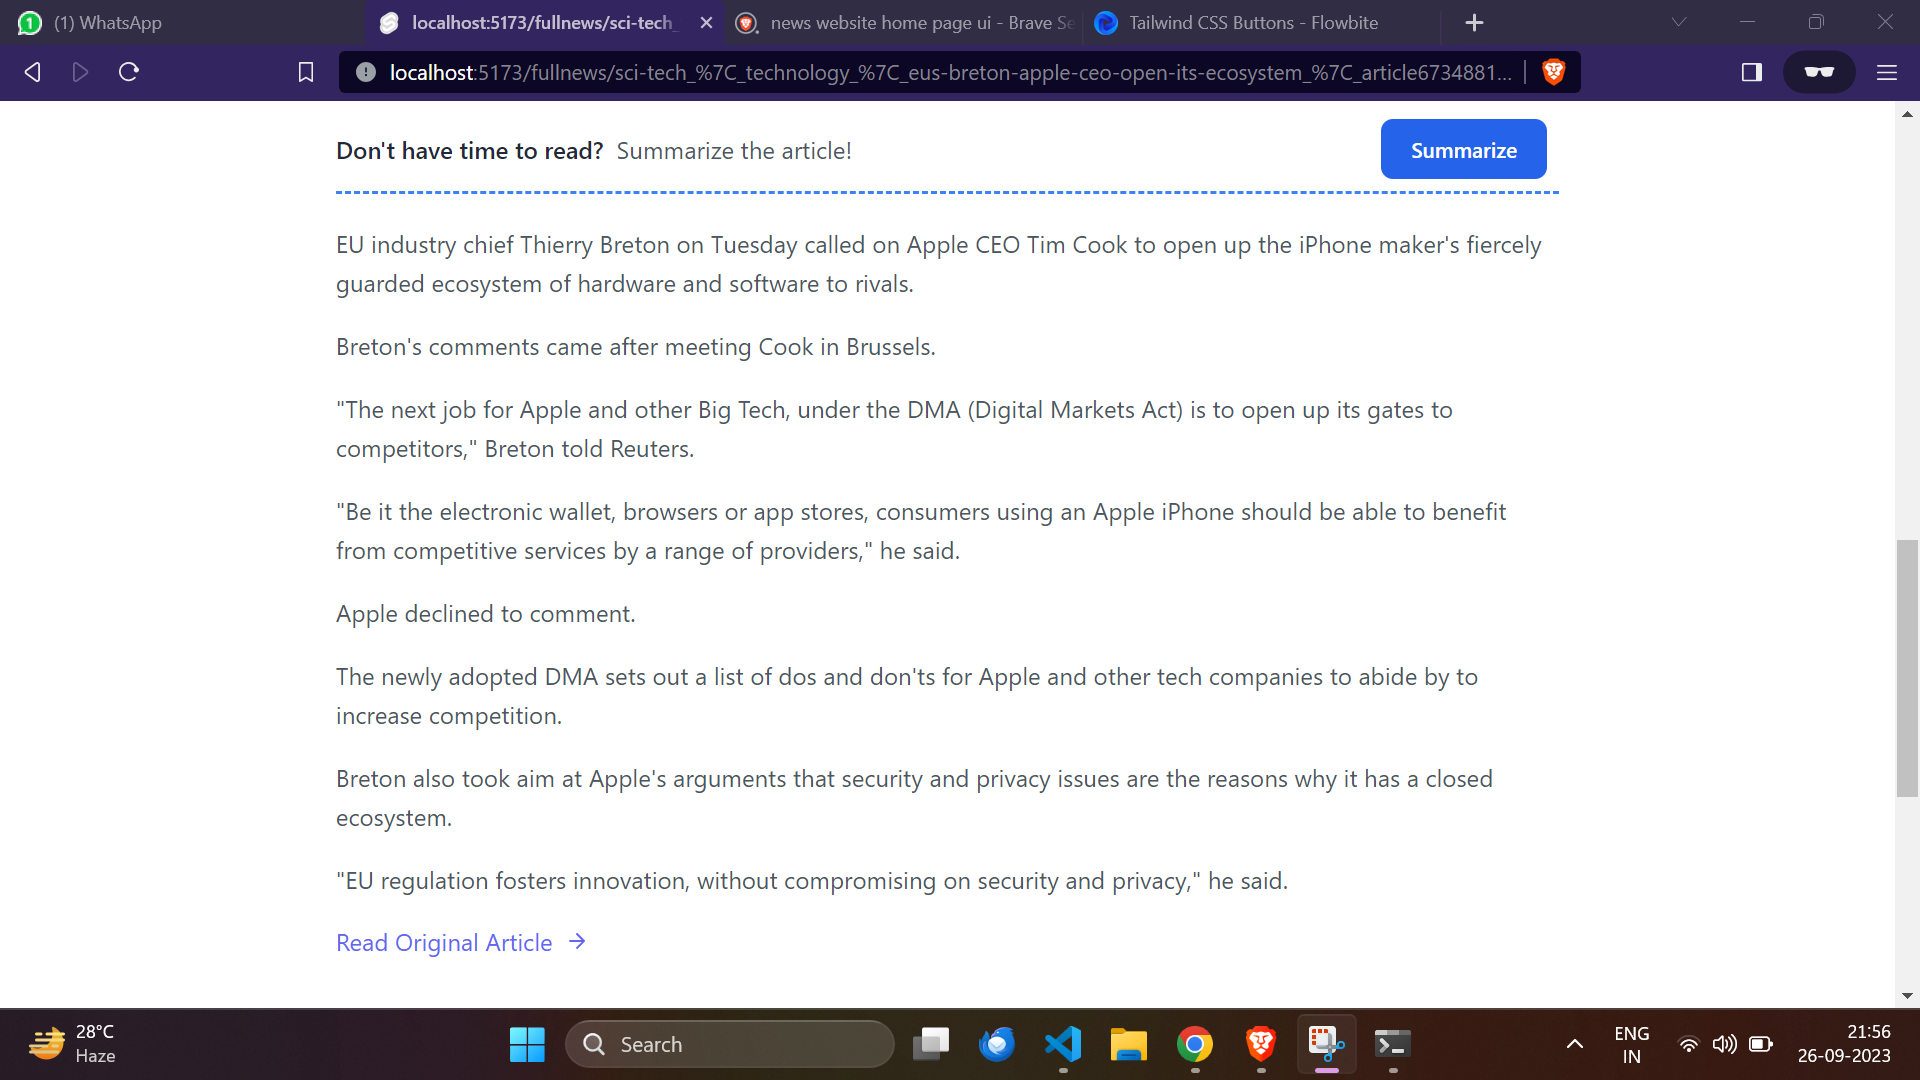 (1) WhatsApp
localhost:5173/fullnews/sci-tech_
news website home page ui - Brave Se
Tailwind CSS Buttons - Flowbite
localhost:5173/fullnews/sci-tech_%7C_technology_%7C_eus-breton-apple-ceo-open-its-ecosystem_%7C_article6734881...
Don't have time to read? Summarize the article!
Summarize
EU industry chief Thierry Breton on Tuesday called on Apple CEO Tim Cook to open up the iPhone maker's fiercely
guarded ecosystem of hardware and software to rivals.
Breton's comments came after meeting Cook in Brussels.
"The next job for Apple and other Big Tech, under the DMA (Digital Markets Act) is to open up its gates to
competitors," Breton told Reuters.
"Be it the electronic wallet, browsers or app stores, consumers using an Apple iPhone should be able to benefit
from competitive services by a range of providers," he said.
Apple declined to comment.
The newly adopted DMA sets out a list of dos and don'ts for Apple and other tech companies to abide by to
increase competition.
Breton also took aim at Apple's arguments that security and privacy issues are the reasons why it has a closed
ecosystem.
"EU regulation fosters innovation, without compromising on security and privacy," he said.
Read Original Article
28°C
Haze
Search
ENG
IN
21:56
26-09-2023